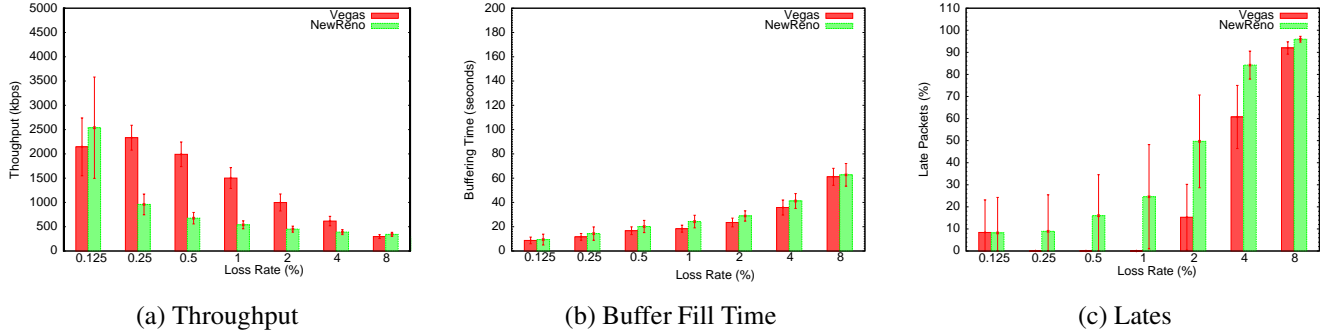 5000
4500
4000
3500
3000
2500
2000
1500
1000
500
0
Thoughput (kbps)
Vegas
NewReno
0.125 0.25 0.5 1 2 4 8
Loss Rate (%)
(a) Throughput
200
180
160
140
120
100
80
60
40
20
0
Buffering Time (seconds)
Vegas
NewReno
0.125 0.25 0.5 1 2 4 8
Loss Rate (%)
(b) Buffer Fill Time
110
100
90
80
70
60
50
40
30
20
10
0
Late Packets (%)
Vegas
NewReno
0.125 0.25 0.5 1 2 4 8
Loss Rate (%)
(c) Lates